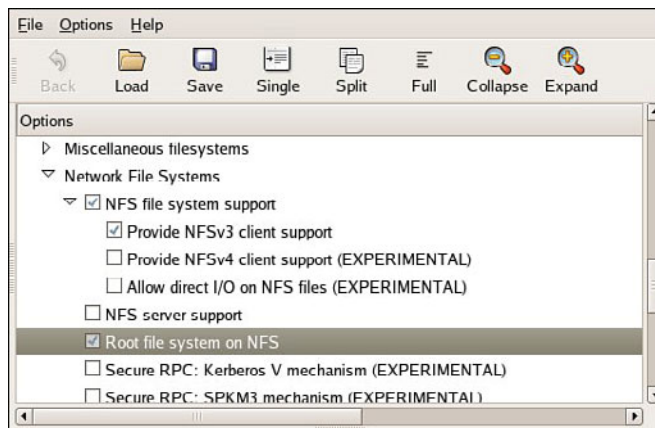 File Options Help
Back Load Save Single Split Full Collapse Expand
Options
Miscellaneous filesystems
Network File Systems
NFS file system support
Provide NFSv3 client support
Provide NFSv4 client support (EXPERIMENTAL)
Allow direct I/O on NFS files (EXPERIMENTAL)
NFS server support
Root file system on NFS
Secure RPC: Kerberos V mechanism (EXPERIMENTAL)
Secure RPC: SPKM3 mechanism (EXPERIMENTAL)